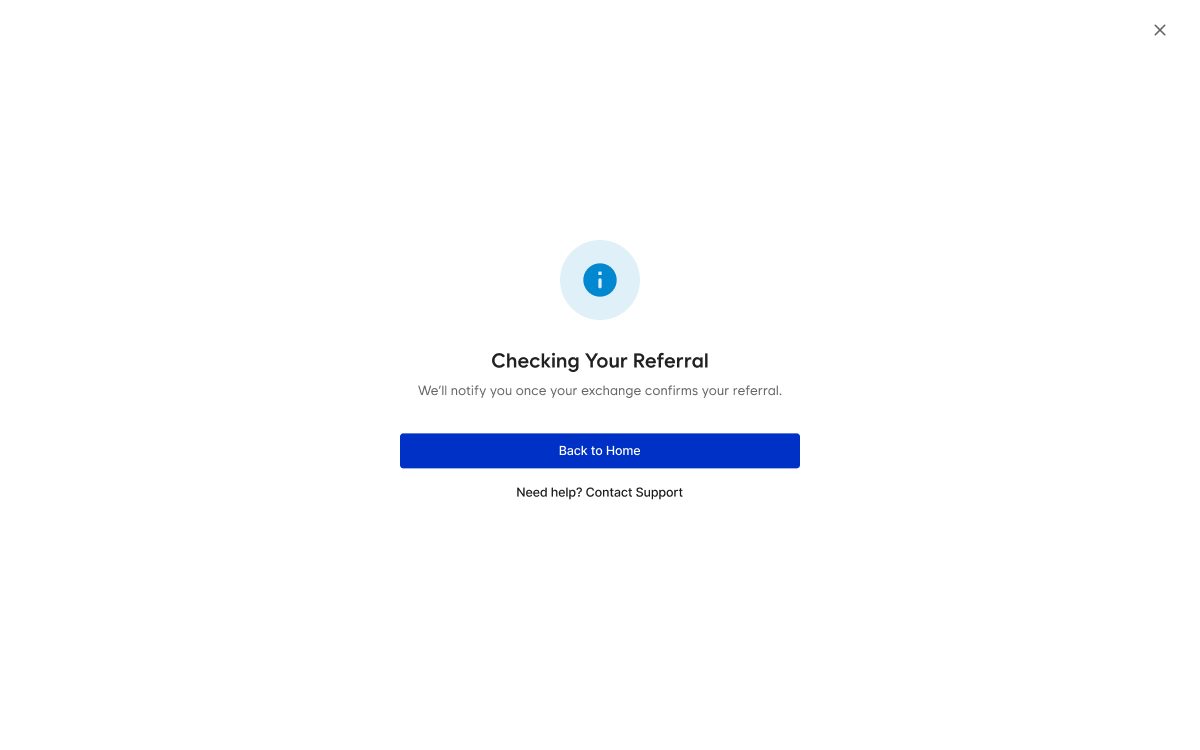 Checking Your Referral
We’ll notify you once your exchange confirms your referral.
Back to Home
Need help? Contact Support